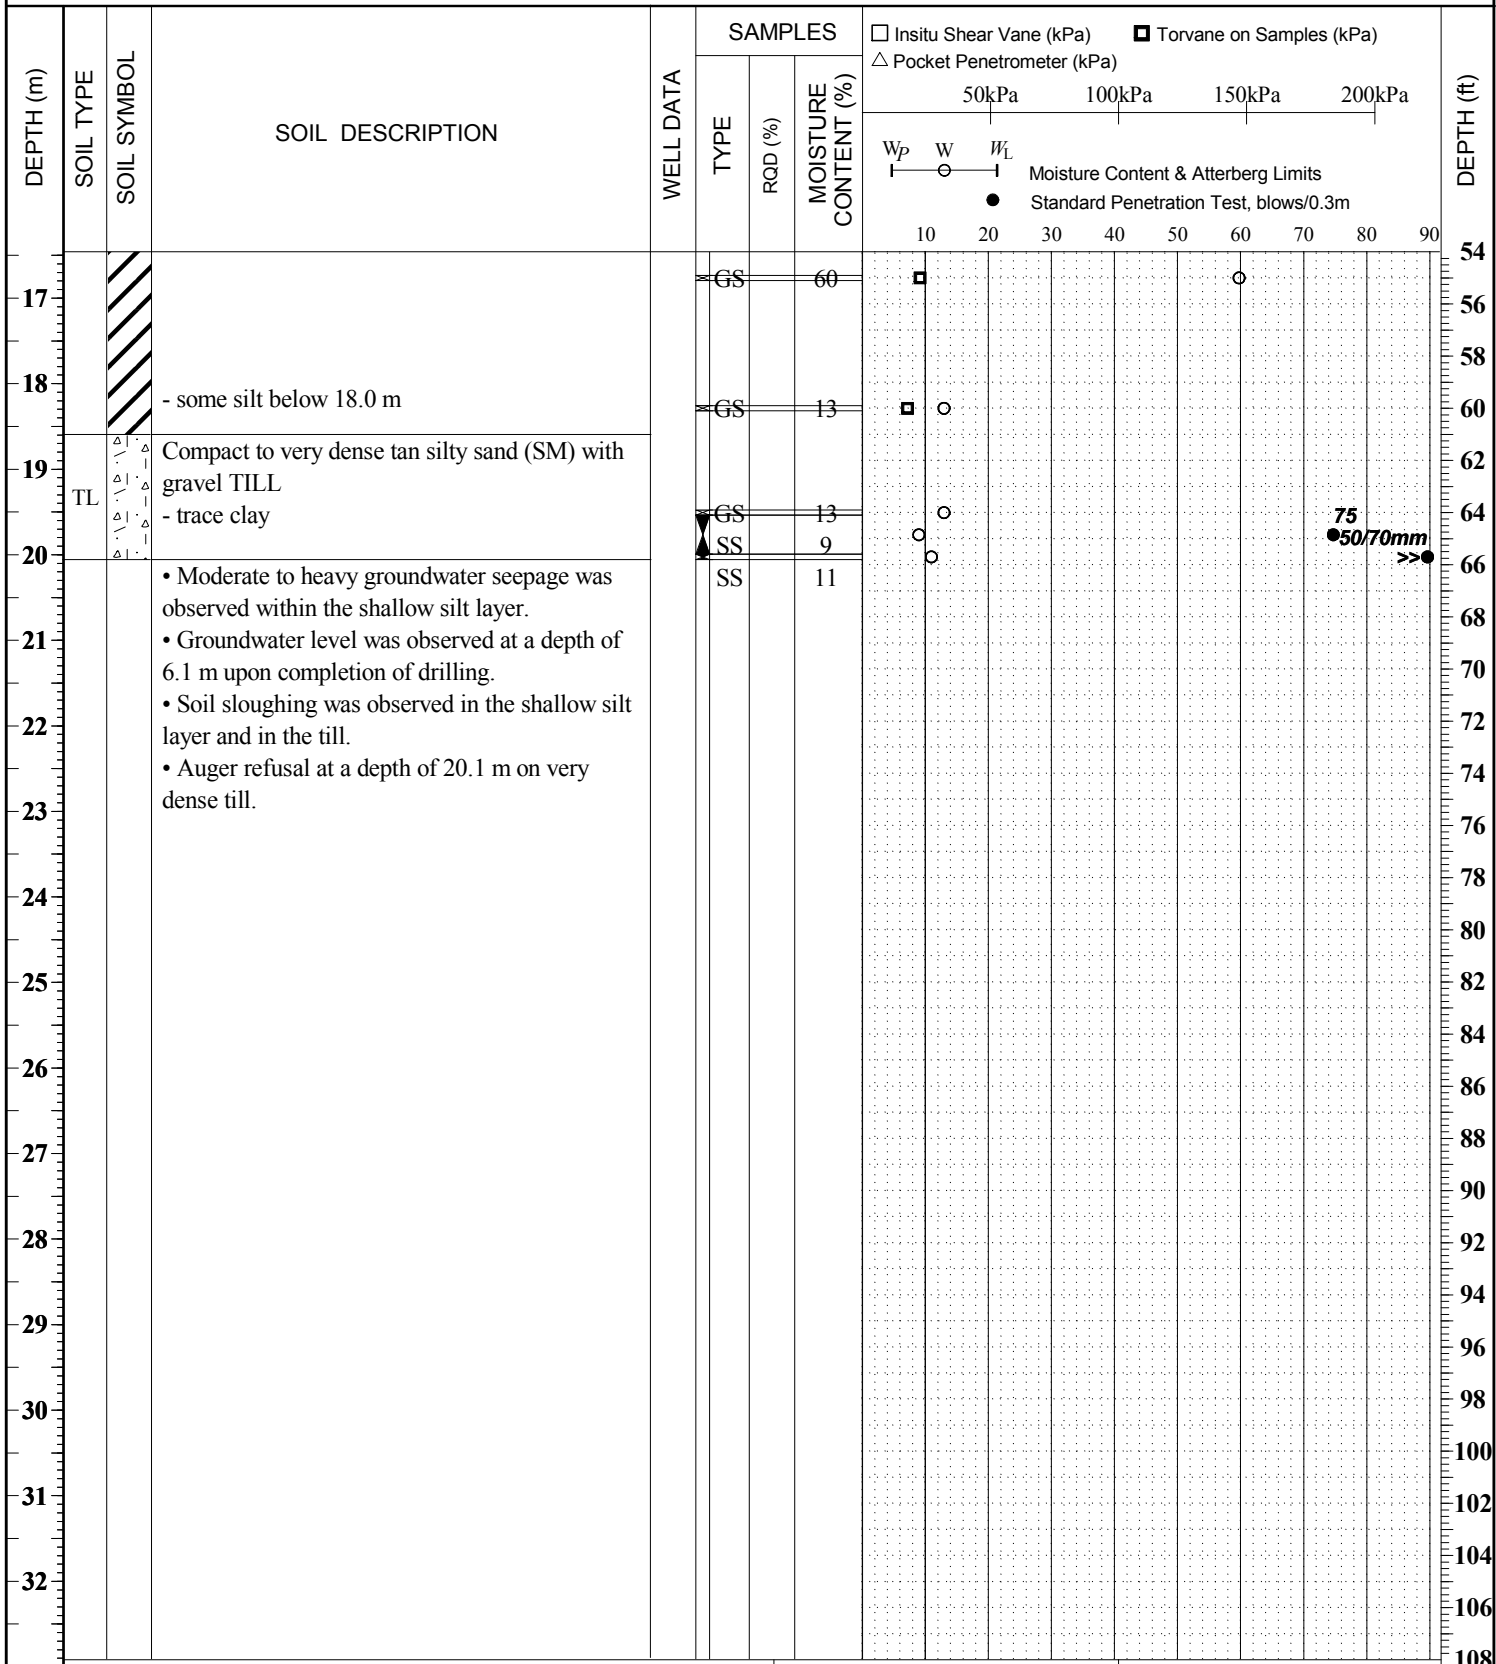 SAMPLES
Insitu Shear Vane (kPa) Torvane on Samples (kPa)
Pocket Penetrometer (kPa)
50kPa 100kPa 150kPa 200kPa
DEPTH (m)
SOIL TYPE
SOIL SYMBOL
SOIL DESCRIPTION
WELL DATA
TYPE
RQD (%)
MOISTURE
CONTENT (%)
DEPTH (ft)
WP W WL
Moisture Content & Atterberg Limits
Standard Penetration Test, blows/0.3m
10 20 30 40 50 60 70 80 90
54
GS 60
17
56
58
18
- some silt below 18.0 m
GS 13
60
Compact to very dense tan silty sand (SM) with
gravel TILL
- trace clay
19
62
TL
GS 13
64
75
SS 9
50/70mm
20
>>
66
SS 11
• Moderate to heavy groundwater seepage was
observed within the shallow silt layer.
• Groundwater level was observed at a depth of
6.1 m upon completion of drilling.
• Soil sloughing was observed in the shallow silt
layer and in the till.
• Auger refusal at a depth of 20.1 m on very
dense till.
21
68
70
22
72
74
23
76
78
24
80
25
82
84
26
86
27
88
90
28
92
94
29
96
30
98
100
31
102
104
32
106
108